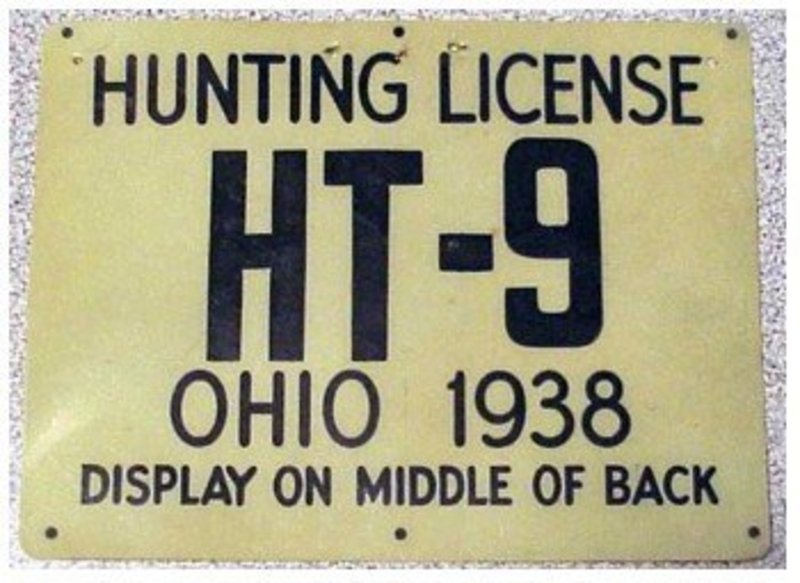 HUNTING LICENSE
HT-9
OHIO 1938
DISPLAY ON MIDDLE OF BACK